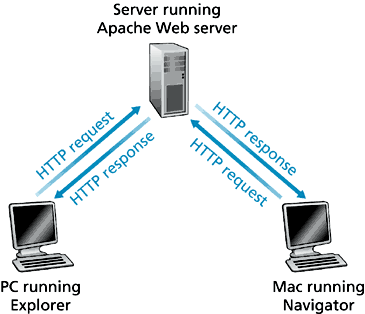 Server running
Apache Web server
HTTP request
HTTP response
HTTP response
HTTP request
PC running
Explorer
Mac running
Navigator